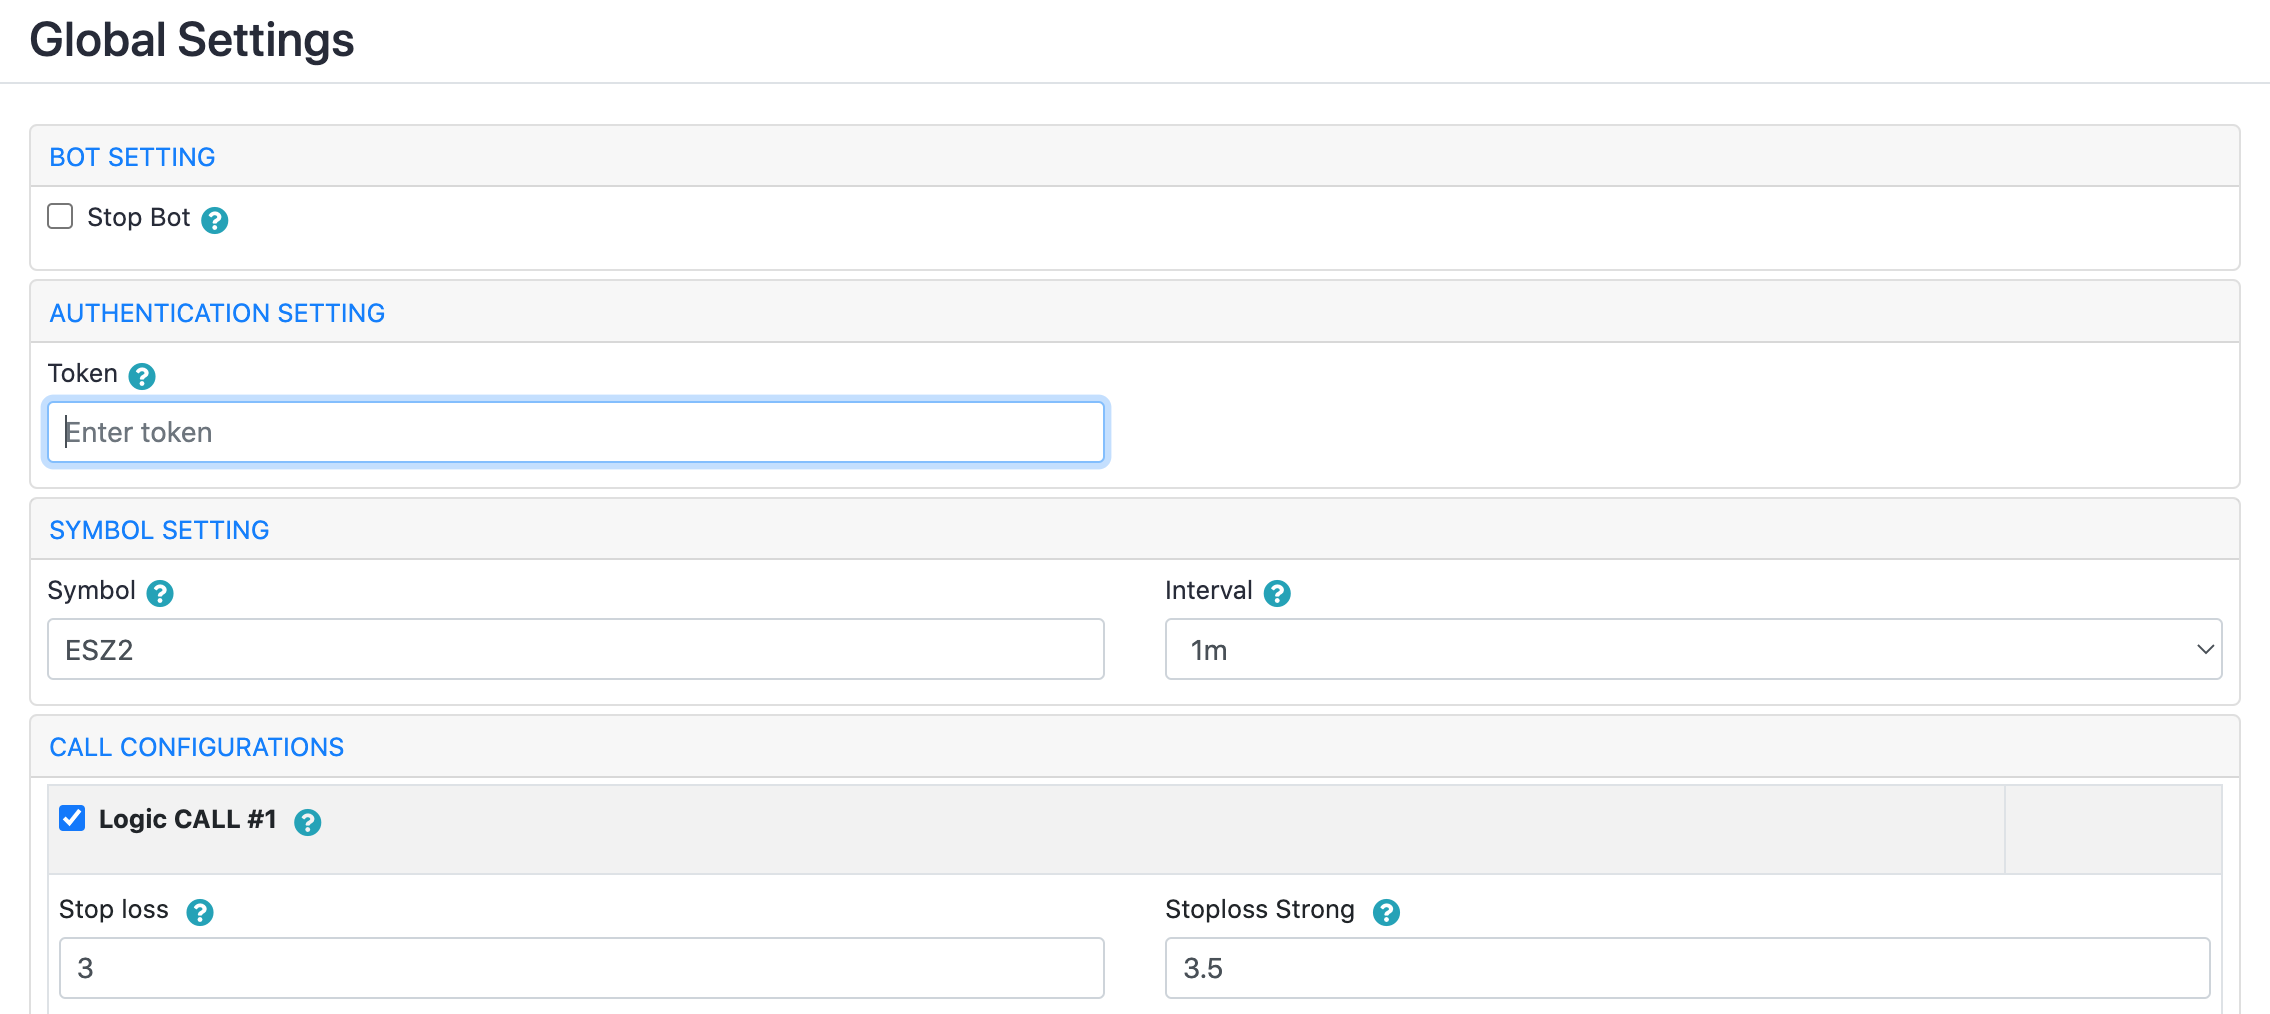 Global Settings
BOT SETTING
Stop Bot ?
AUTHENTICATION SETTING
Token ?
Enter token
SYMBOL SETTING
Symbol ? Interval ?
ESZ2 1m
CALL CONFIGURATIONS
Logic CALL #1 ?
Stop loss ? Stoploss Strong ?
3 3.5